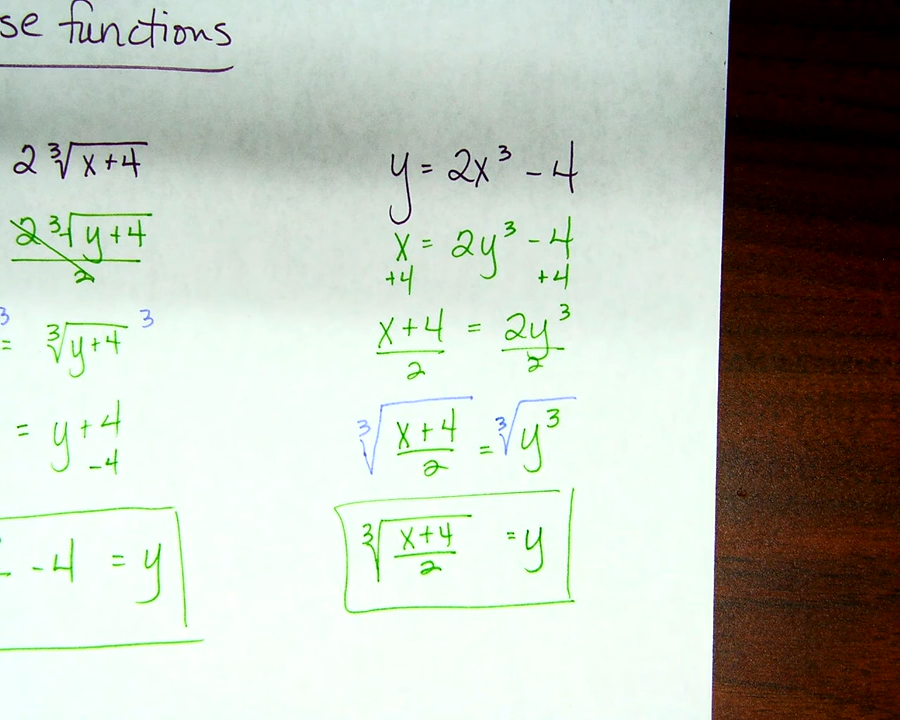 se functions
2∛(x+4)
2∛(y+4)
2
3
= ∛(y+4) 3
= y+4
-4
-4 = y
y = 2x³ - 4
x = 2y³ - 4
+4 +4
x+4 = 2y³
2 2
∛((x+4)/2) = ∛(y³)
∛((x+4)/2) = y